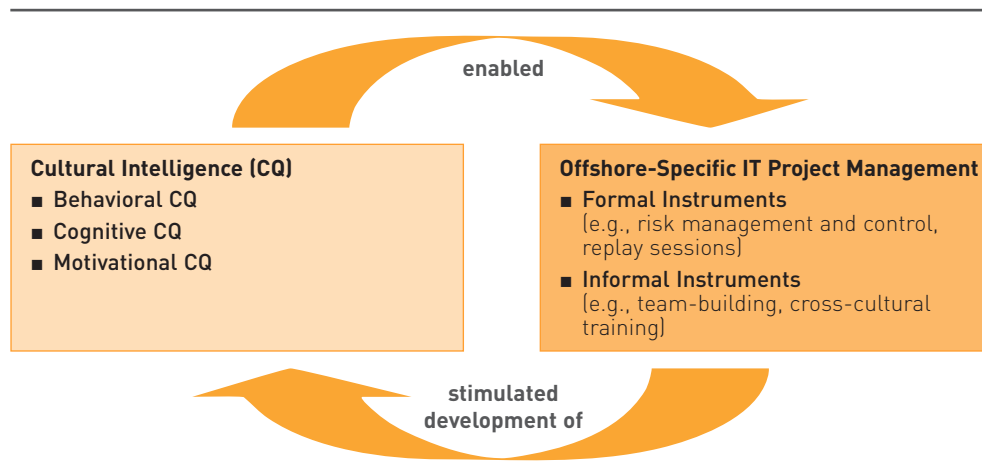 enabled
Cultural Intelligence (CQ)
■ Behavioral CQ
■ Cognitive CQ
■ Motivational CQ
Offshore-Specific IT Project Management
■ Formal Instruments
(e.g., risk management and control,
replay sessions)
■ Informal Instruments
(e.g., team-building, cross-cultural
training)
stimulated
development of